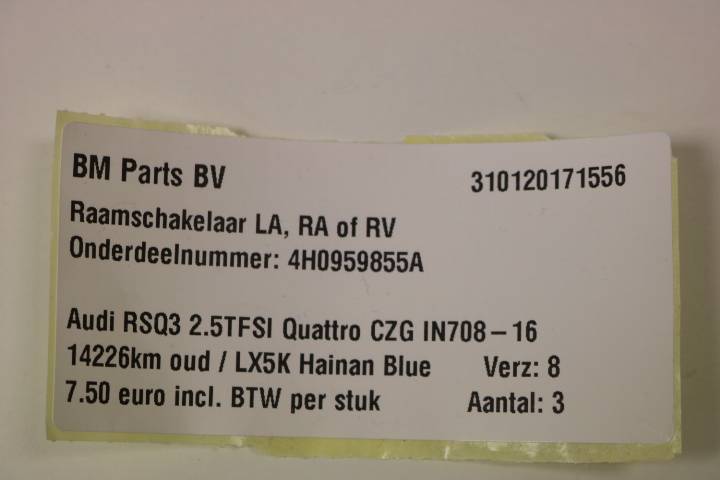 BM Parts BV 310120171556
Raamschakelaar LA, RA of RV
Onderdeelnummer: 4H0959855A
Audi RSQ3 2.5TFSI Quattro CZG IN708-16
14226km oud / LX5K Hainan Blue Verz: 8
7.50 euro incl. BTW per stuk Aantal: 3